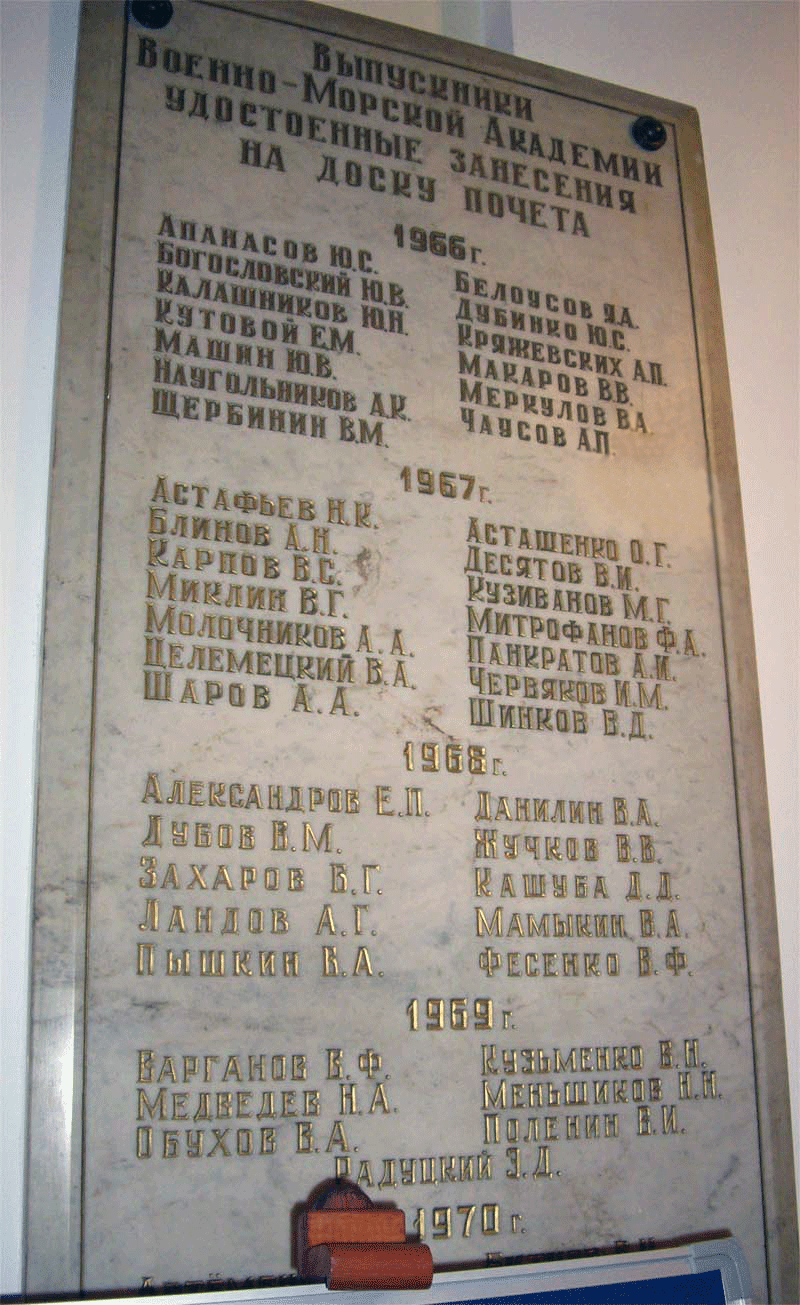 Выпускники
Военно-Морской Академии
удостоенные занесения
на доску почета
1966 г.
Апанасов Ю.С.
Богословский Ю.В.
Калашников Ю.Н.
Кутовой Е.М.
Машин Ю.В.
Наугольников А.К.
Щербинин В.М.
Белоусов Я.А.
Дубинко Ю.С.
Кряжевских А.П.
Макаров В.В.
Меркулов В.А.
Чаусов А.П.
1967 г.
Астафьев Н.К.
Блинов А.Н.
Карпов В.С.
Миклин В.Г.
Молочников А.А.
Целемецкий В.А.
Шаров А.А.
Асташенко О.Г.
Десятов В.И.
Кузиванов М.Г.
Митрофанов Ф.А.
Панкратов А.И.
Червяков И.М.
Шинков В.Д.
1968 г.
Александров Е.П.
Дубов В.М.
Захаров В.Г.
Ландов А.Г.
Пышкин В.А.
Данилин В.А.
Жучков В.В.
Кашуба Д.Д.
Мамыкин В.А.
Фесенко В.Ф.
1969 г.
Варганов В.Ф.
Медведев Н.А.
Обухов В.А.
Кузьменко В.Н.
Меньшиков Н.Н.
Поленин В.И.
Радуцкий Э.Д.
1970 г.